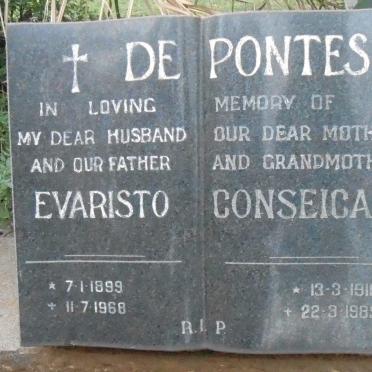 ✝ DE PONTES
IN LOVING
MY DEAR HUSBAND
AND OUR FATHER
EVARISTO
* 7-1-1899
+ 11-7-1968
MEMORY OF
OUR DEAR MOTH
AND GRANDMOTH
CONSEICA
* 13-3-191
+ 22-3-198
R.I.P.